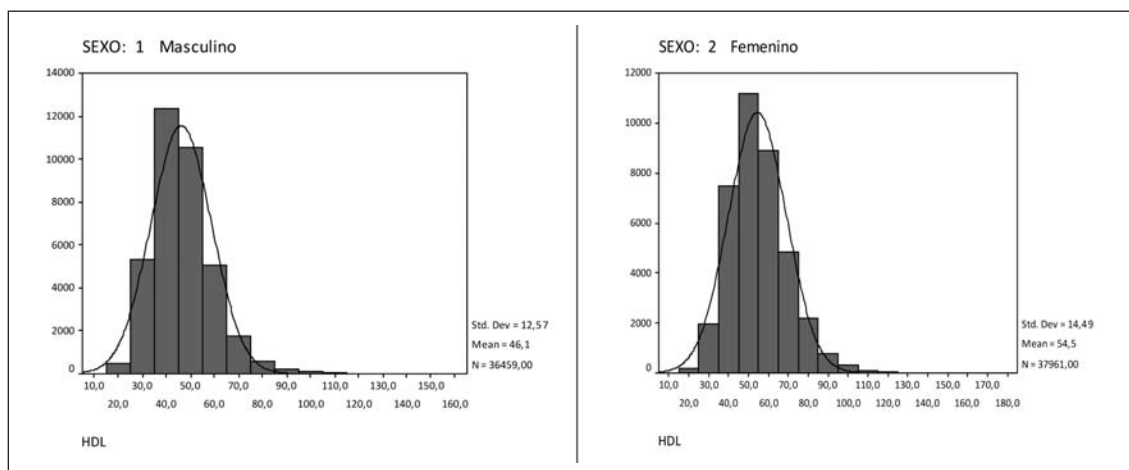 SEXO: 1 Masculino
14000
12000
10000
8000
6000
4000
2000
0
10,0 30,0 50,0 70,0 90,0 110,0 130,0 150,0
20,0 40,0 60,0 80,0 100,0 120,0 140,0 160,0
Std. Dev = 12,57
Mean = 46,1
N = 36459,00
HDL
SEXO: 2 Femenino
12000
10000
8000
6000
4000
2000
0
10,0 30,0 50,0 70,0 90,0 110,0 130,0 150,0 170,0
20,0 40,0 60,0 80,0 100,0 120,0 140,0 160,0 180,0
Std. Dev = 14,49
Mean = 54,5
N = 37961,00
HDL